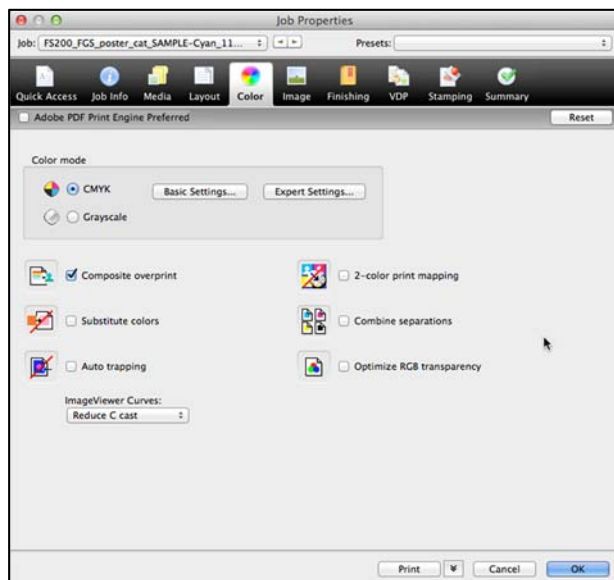 Job Properties
Job: FS200_FGS_poster_cat_SAMPLE-Cyan_11... Presets:
Quick Access Job Info Media Layout Color Image Finishing VDP Stamping Summary
Adobe PDF Print Engine Preferred Reset
Color mode
CMYK Basic Settings... Expert Settings...
Grayscale
Composite overprint 2-color print mapping
Substitute colors Combine separations
Auto trapping Optimize RGB transparency
ImageViewer Curves:
Reduce C cast
Print Cancel OK